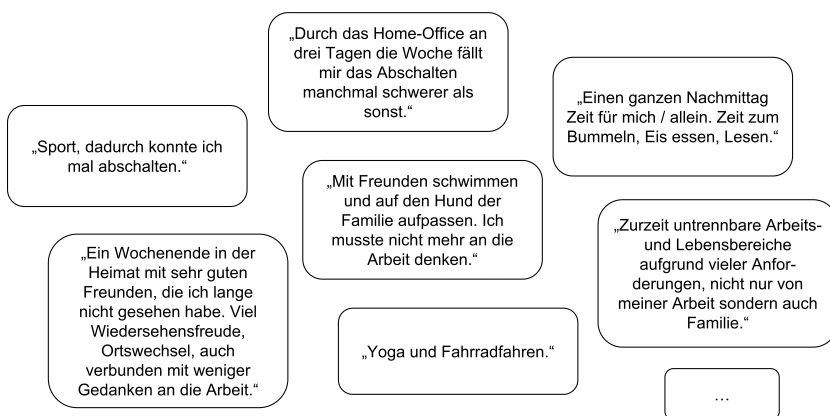 „Durch das Home-Office an
drei Tagen die Woche fällt
mir das Abschalten
manchmal schwerer als
sonst.“
„Einen ganzen Nachmittag
Zeit für mich / allein. Zeit zum
Bummeln, Eis essen, Lesen.“
„Sport, dadurch konnte ich
mal abschalten.“
„Mit Freunden schwimmen
und auf den Hund der
Familie aufpassen. Ich
musste nicht mehr an die
Arbeit denken.“
„Zurzeit untrennbare Arbeits-
und Lebensbereiche
aufgrund vieler Anfor-
derungen, nicht nur von
meiner Arbeit sondern auch
Familie.“
„Ein Wochenende in der
Heimat mit sehr guten
Freunden, die ich lange
nicht gesehen habe. Viel
Wiedersehensfreude,
Ortswechsel, auch
verbunden mit weniger
Gedanken an die Arbeit.“
„Yoga und Fahrradfahren.“
…